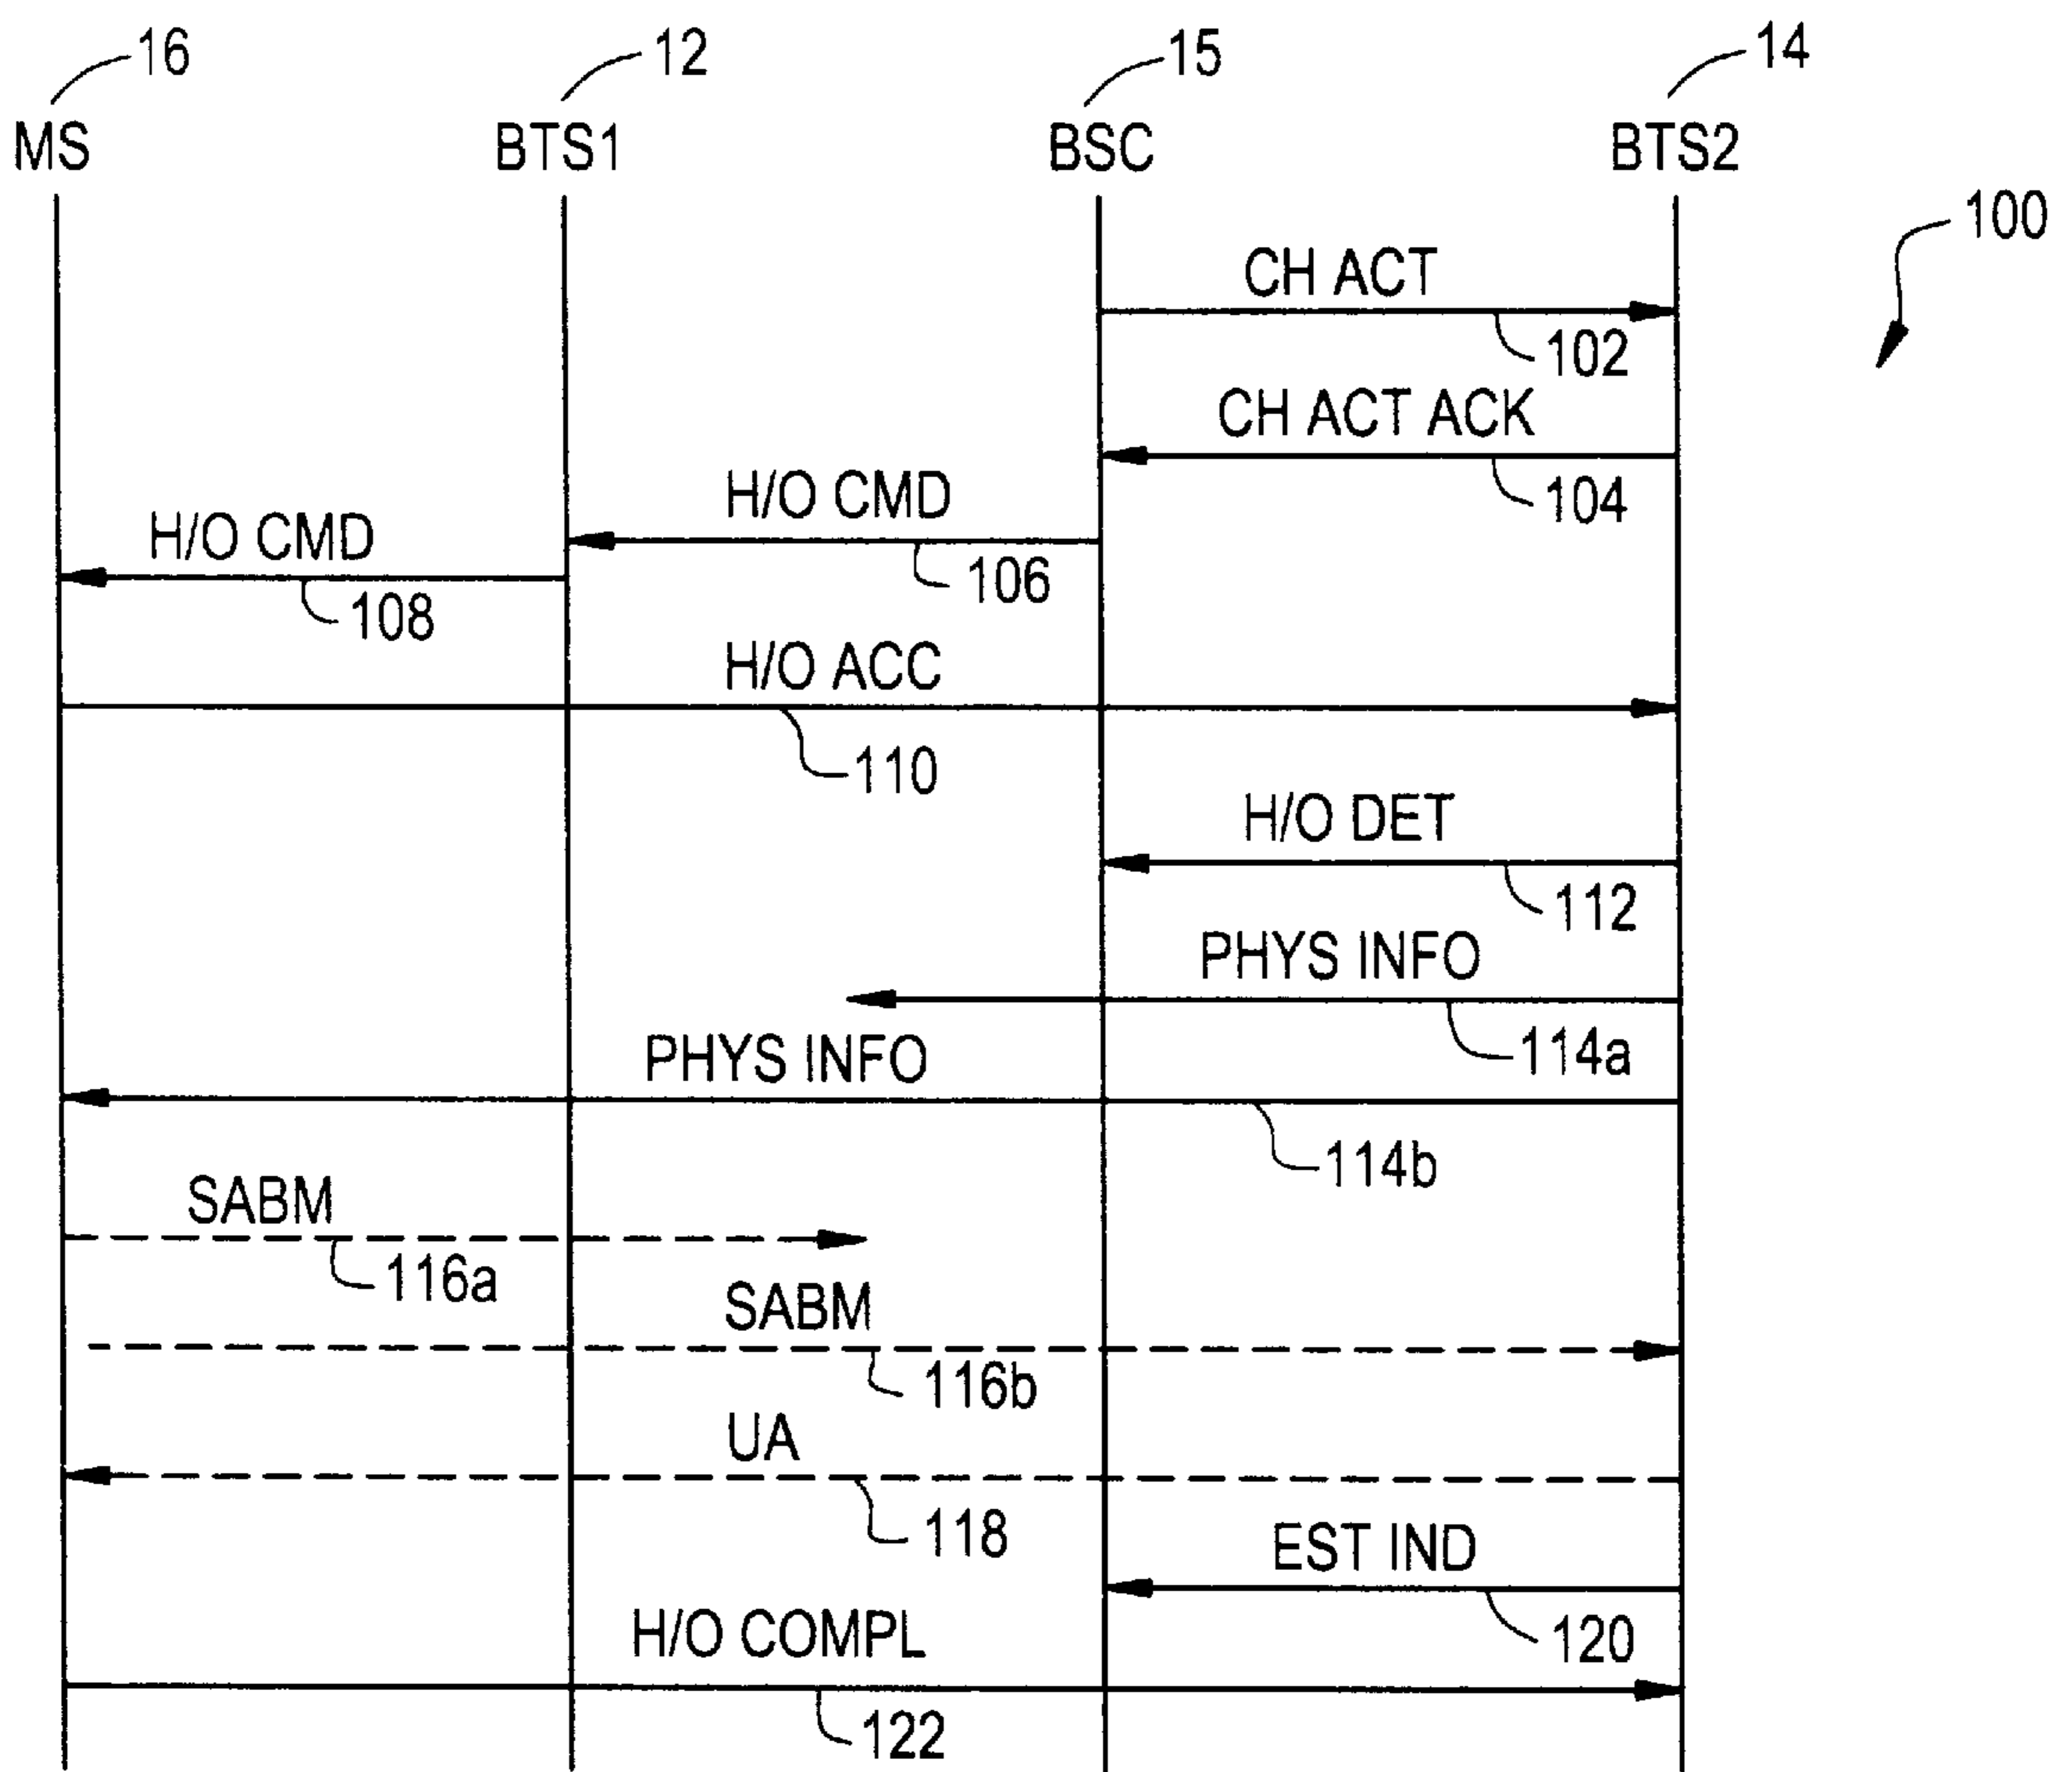 16
12
15
14
MS
BTS1
BSC
BTS2
100
CH ACT
102
CH ACT ACK
104
H/O CMD
106
H/O CMD
108
H/O ACC
110
H/O DET
112
PHYS INFO
114a
PHYS INFO
114b
SABM
116a
SABM
116b
UA
118
EST IND
120
H/O COMPL
122